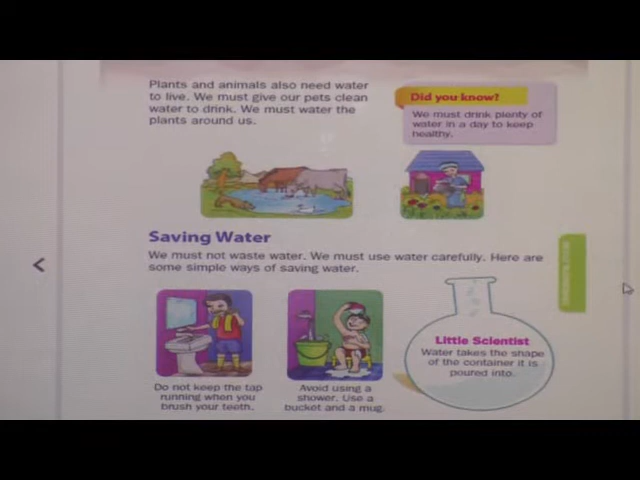 Plants and animals also need water
to live. We must give our pets clean
water to drink. We must water the
plants around us.
Did you know?
We must drink plenty of
water in a day to keep
healthy.
Saving Water
We must not waste water. We must use water carefully. Here are
some simple ways of saving water.
Do not keep the tap
running when you
brush your teeth.
Avoid using a
shower. Use a
bucket and a mug.
Little Scientist
Water takes the shape
of the container it is
poured into.